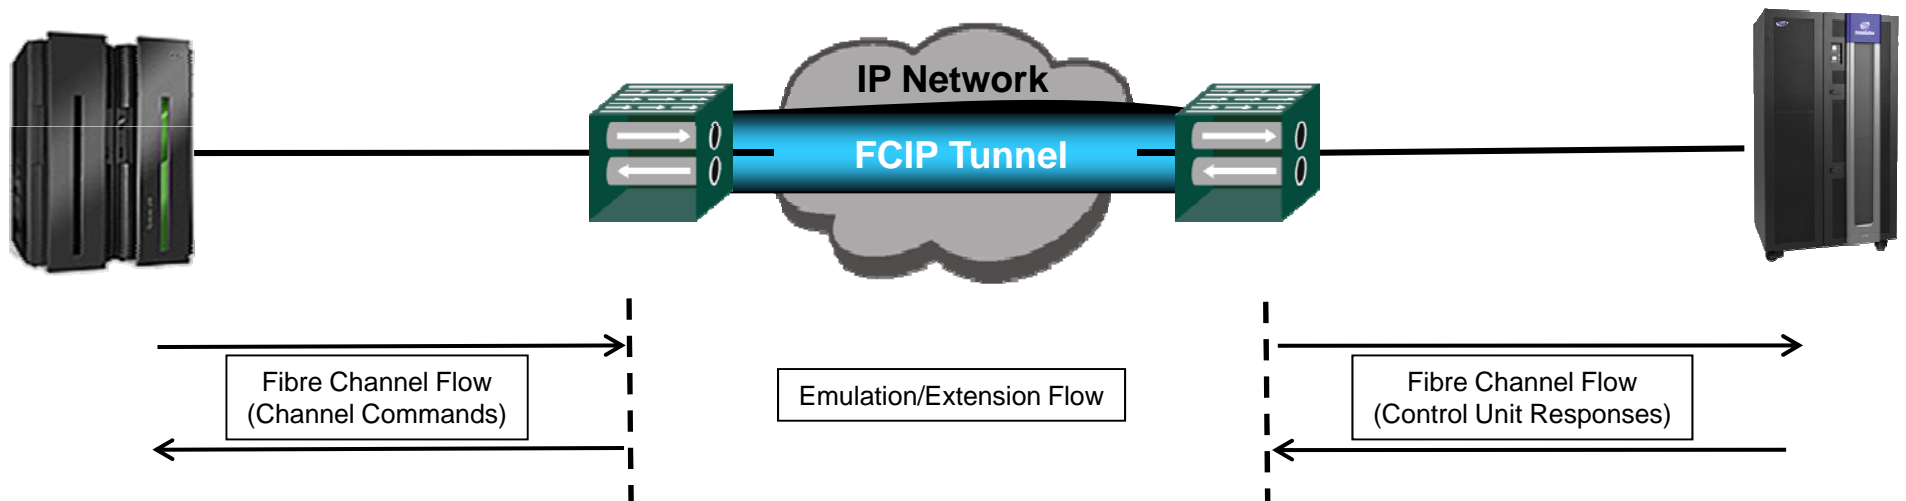 IP Network
FCIP Tunnel
Fibre Channel Flow
(Channel Commands)
Emulation/Extension Flow
Fibre Channel Flow
(Control Unit Responses)